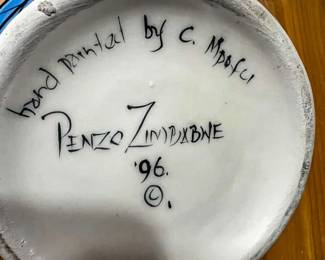 hand painted by C. Mpofu
PENZO ZIMBABWE
'96.
©.